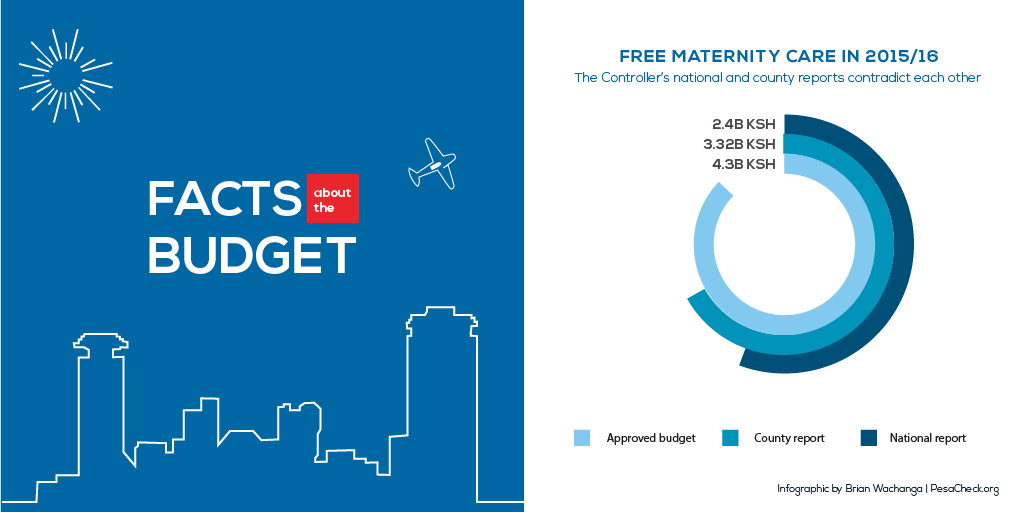 FACTS about
the
BUDGET
FREE MATERNITY CARE IN 2015/16
The Controller's national and county reports contradict each other
2.4B KSH
3.32B KSH
4.3B KSH
Approved budget County report National report
Infographic by Brian Wachanga | PesaCheck.org